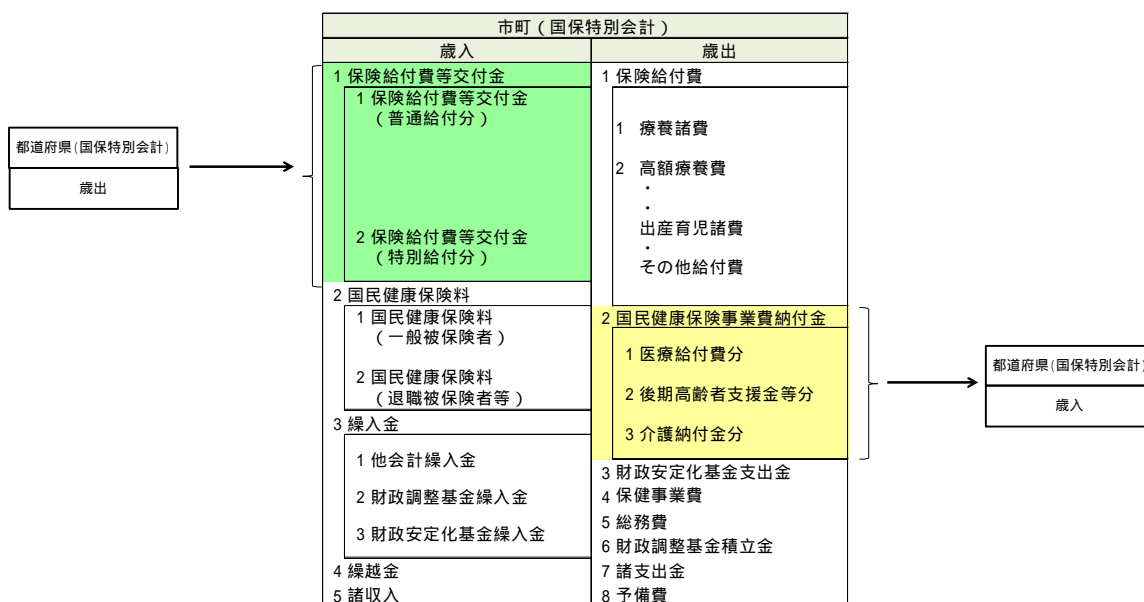 市町（国保特別会計）
歳入
歳出
都道府県(国保特別会計)
歳出
1 保険給付費等交付金
1 保険給付費等交付金
（普通給付分）
2 保険給付費等交付金
（特別給付分）
2 国民健康保険料
1 国民健康保険料
（一般被保険者）
2 国民健康保険料
（退職被保険者等）
3 繰入金
1 他会計繰入金
2 財政調整基金繰入金
3 財政安定化基金繰入金
4 繰越金
5 諸収入
1 保険給付費
1 療養諸費
2 高額療養費
・
・
出産育児諸費
・
その他給付費
2 国民健康保険事業費納付金
1 医療給付費分
2 後期高齢者支援金等分
3 介護納付金分
3 財政安定化基金支出金
4 保健事業費
5 総務費
6 財政調整基金積立金
7 諸支出金
8 予備費
都道府県(国保特別会計)
歳入